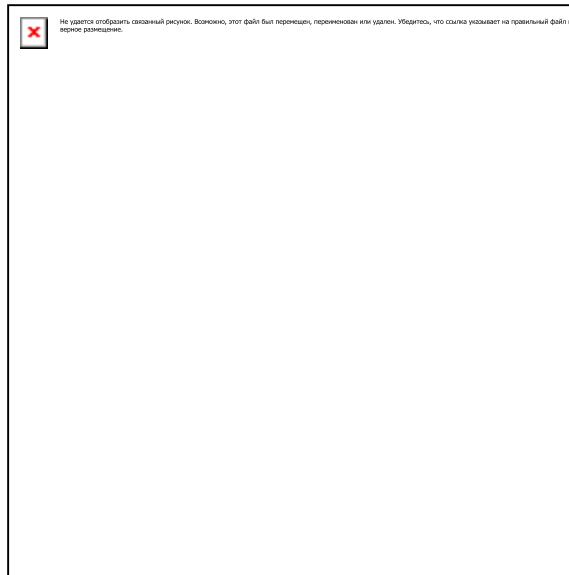 Не удается отобразить связанный рисунок. Возможно, этот файл был перемещен, переименован или удален. Убедитесь, что ссылка указывает на правильный файл и
верное размещение.